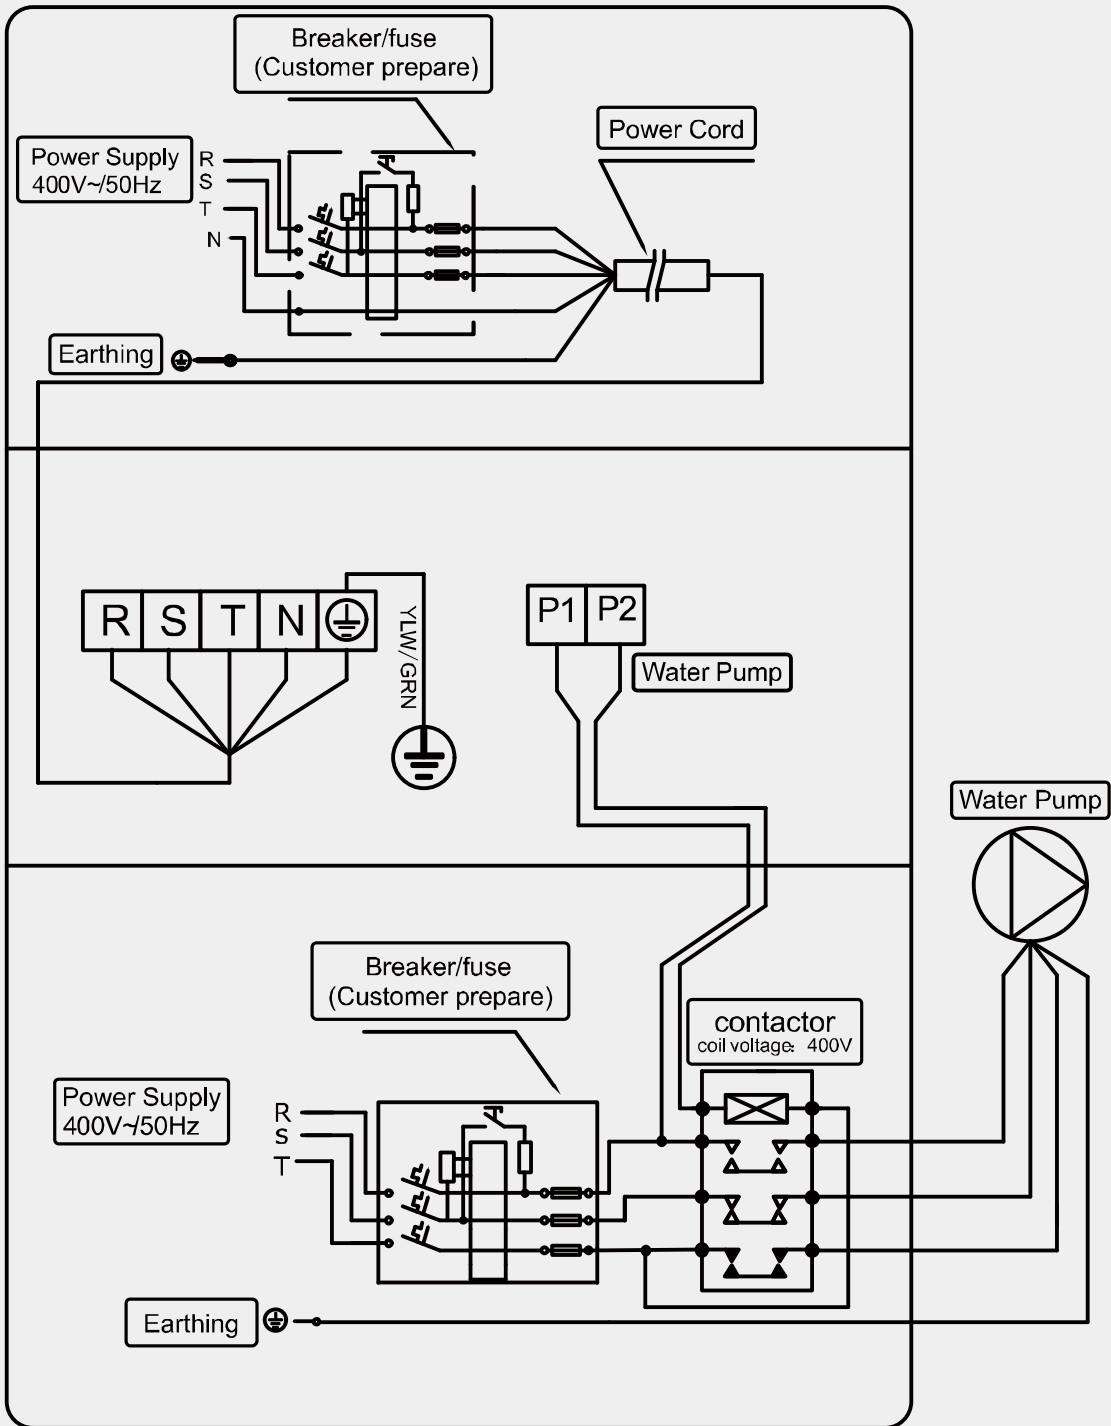 Breaker/fuse
(Customer prepare)
Power Cord
Power Supply
400V~/50Hz
R
S
T
N
Earthing
R S T N
YLW/GRN
P1 P2
Water Pump
Water Pump
Breaker/fuse
(Customer prepare)
contactor
coil voltage: 400V
Power Supply
400V~/50Hz
R
S
T
Earthing